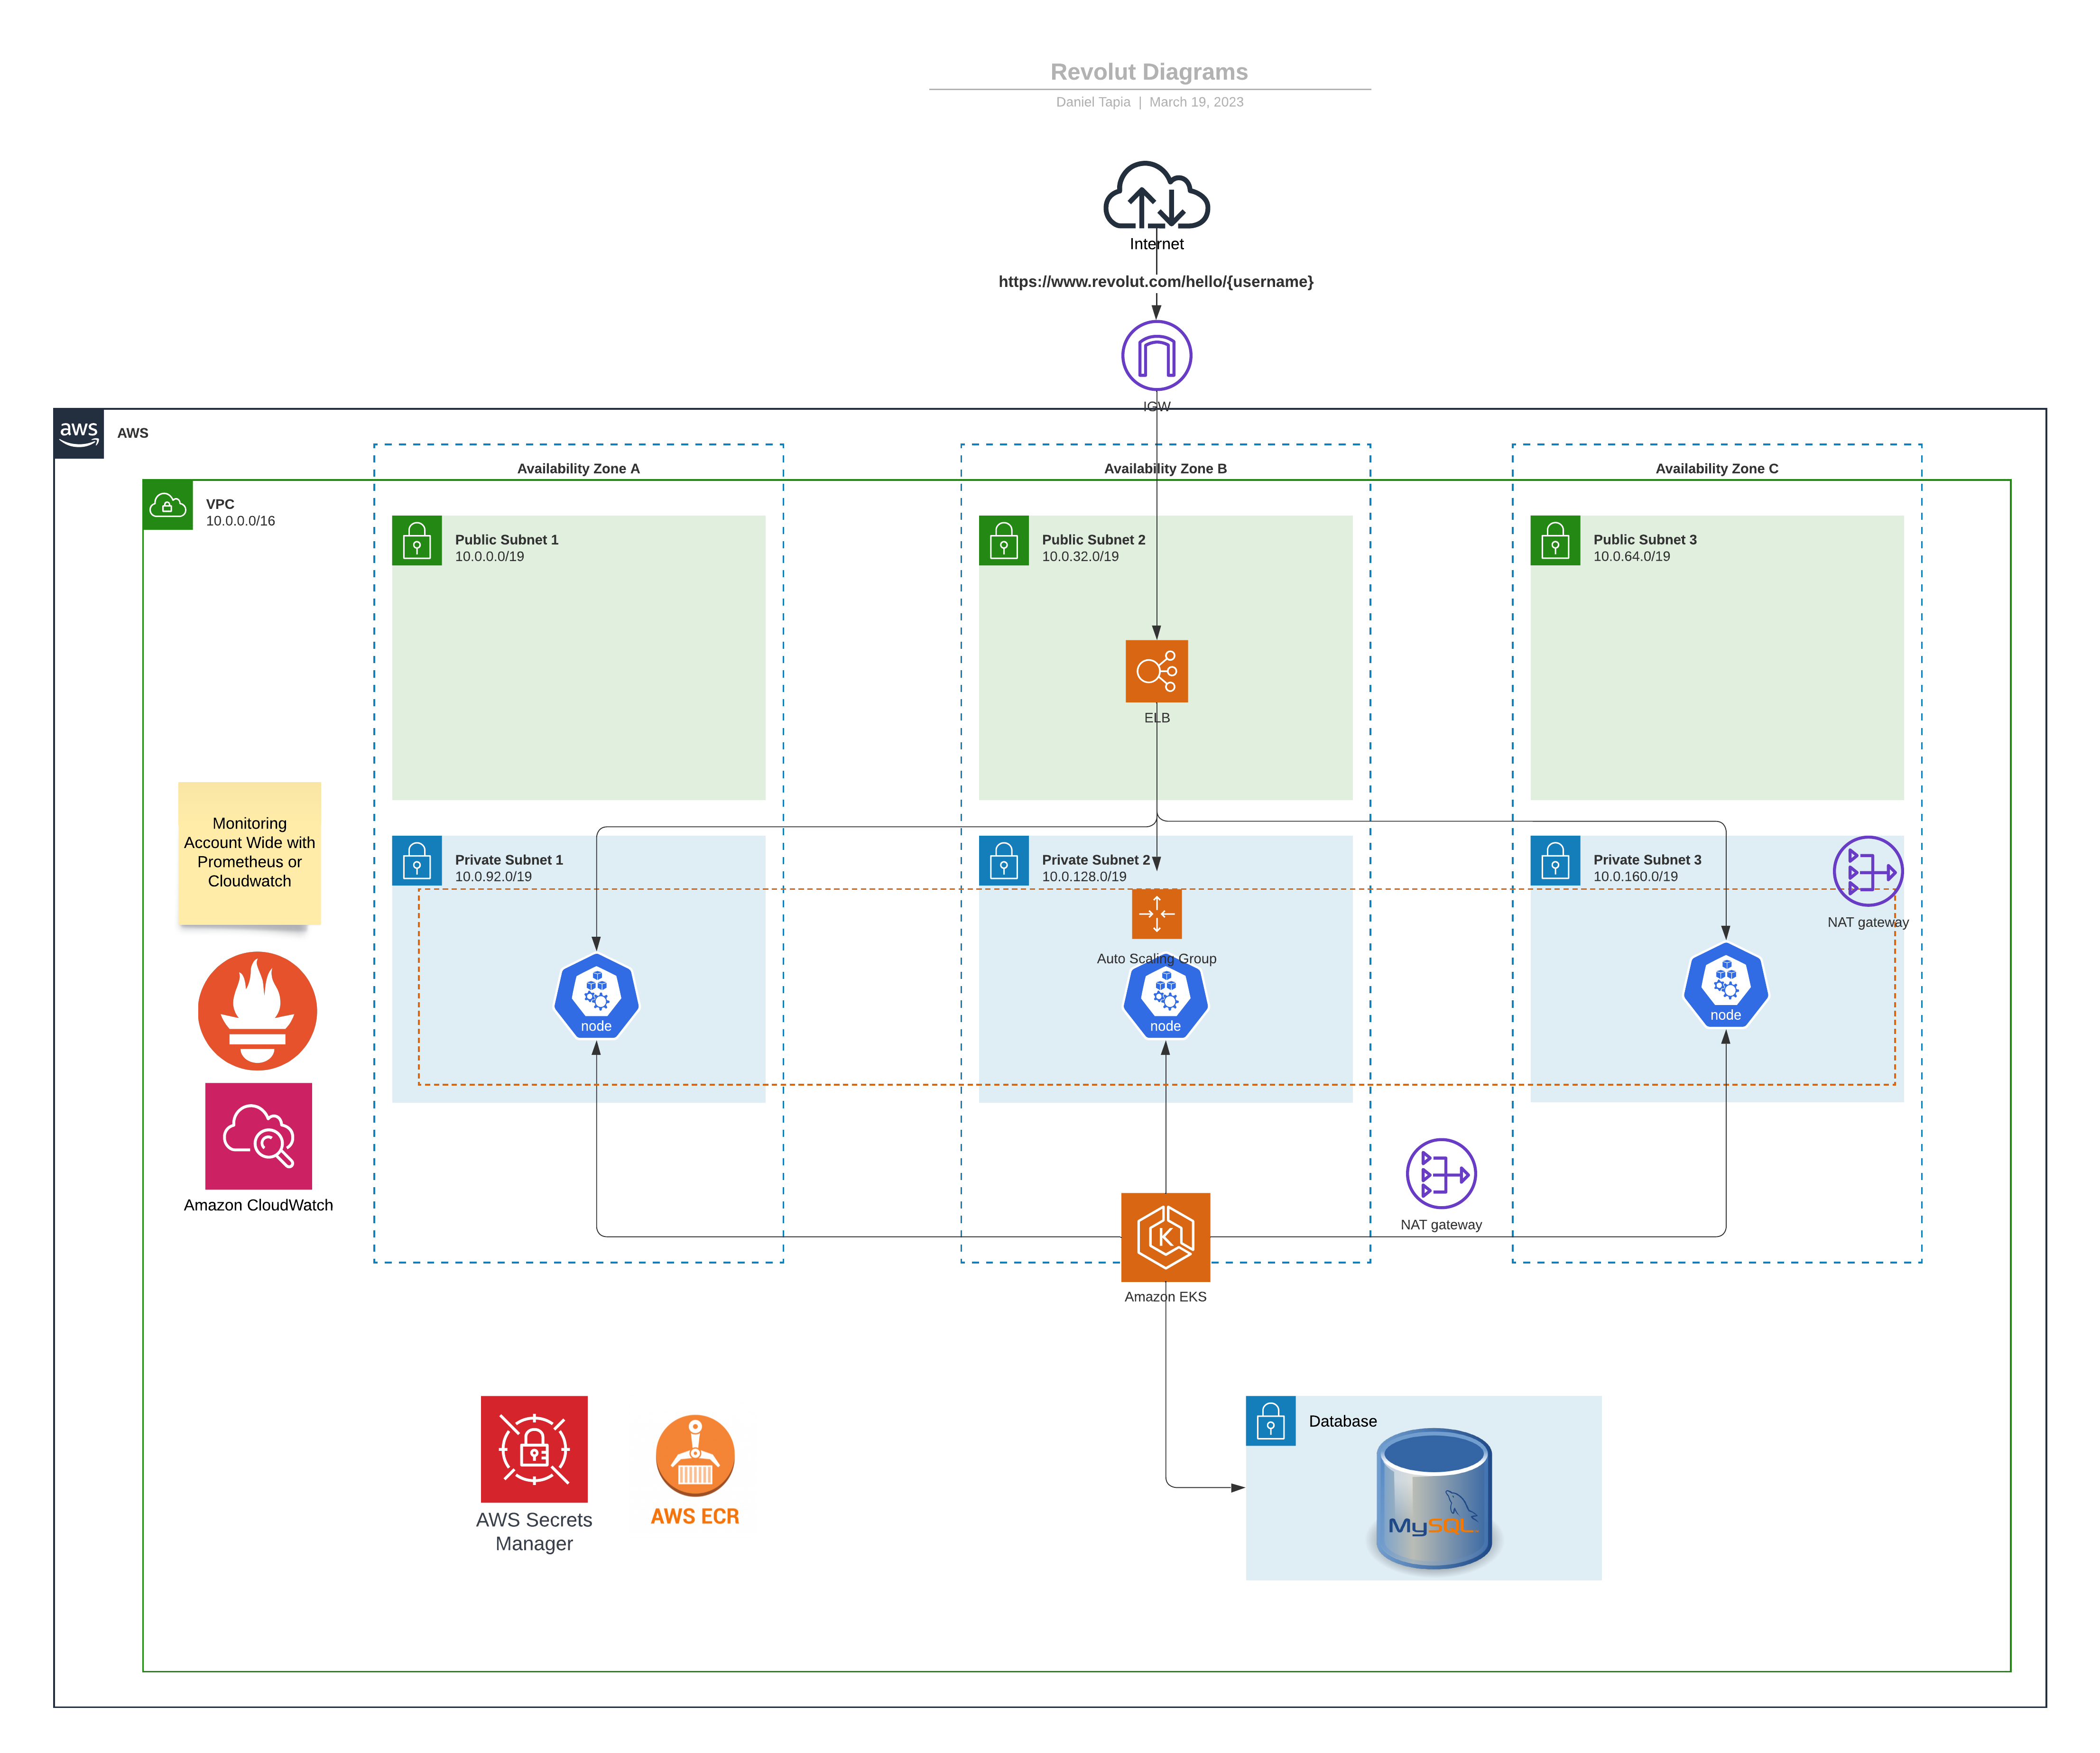 Revolut Diagrams
Daniel Tapia | March 19, 2023
Internet
https://www.revolut.com/hello/{username}
IGW
aws
AWS
Availability Zone A
Availability Zone B
Availability Zone C
VPC
10.0.0.0/16
Public Subnet 1
10.0.0.0/19
Public Subnet 2
10.0.32.0/19
Public Subnet 3
10.0.64.0/19
ELB
Monitoring
Account Wide with
Prometheus or
Cloudwatch
Private Subnet 1
10.0.92.0/19
Private Subnet 2
10.0.128.0/19
Private Subnet 3
10.0.160.0/19
NAT gateway
Auto Scaling Group
node
node
node
Amazon CloudWatch
NAT gateway
K
Amazon EKS
Database
MySQL
AWS Secrets
Manager
AWS ECR